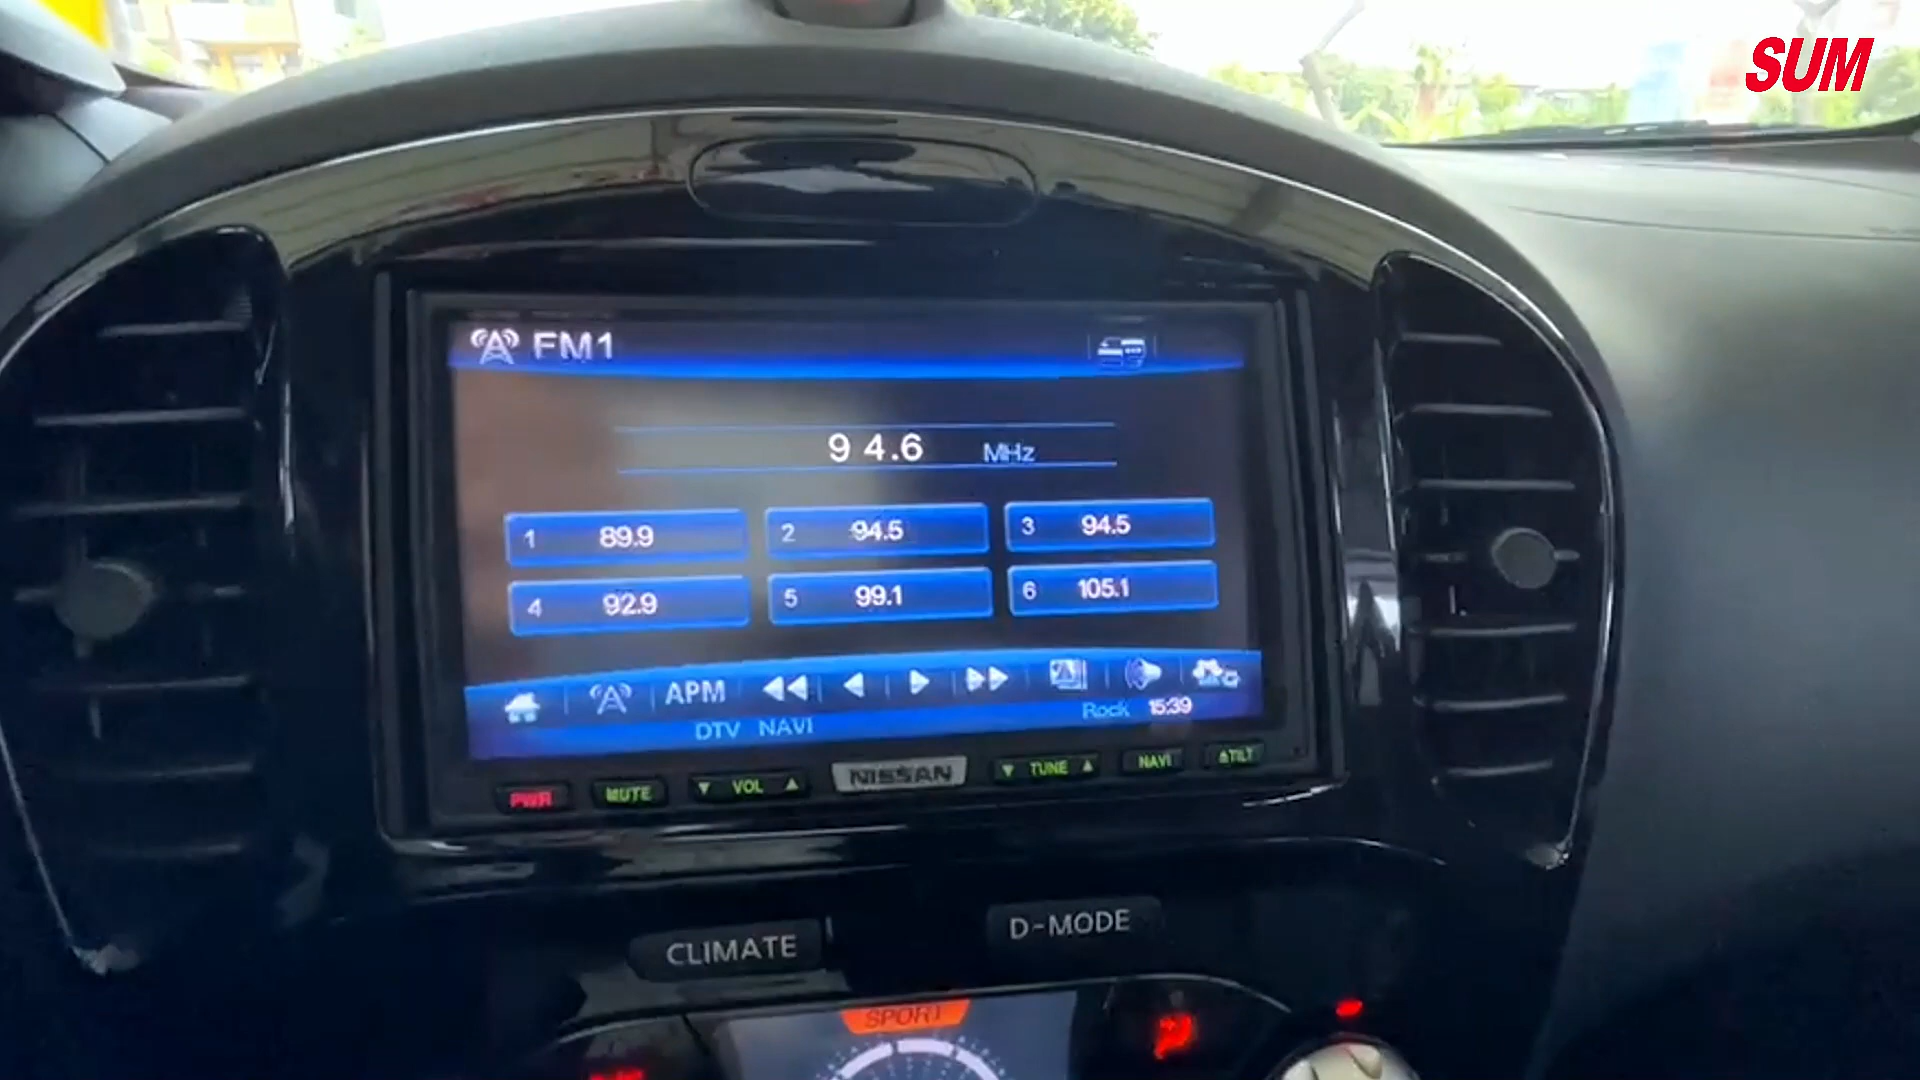 SUM
FM1
94.6 MHz
1 89.9
2 94.5
3 94.5
4 92.9
5 99.1
6 105.1
APM
DTV NAVI
Rock 15:39
PWR MUTE ▼ VOL ▲ NISSAN ▼ TUNE ▲ NAVI ≜TILT
CLIMATE
D-MODE
SPORT